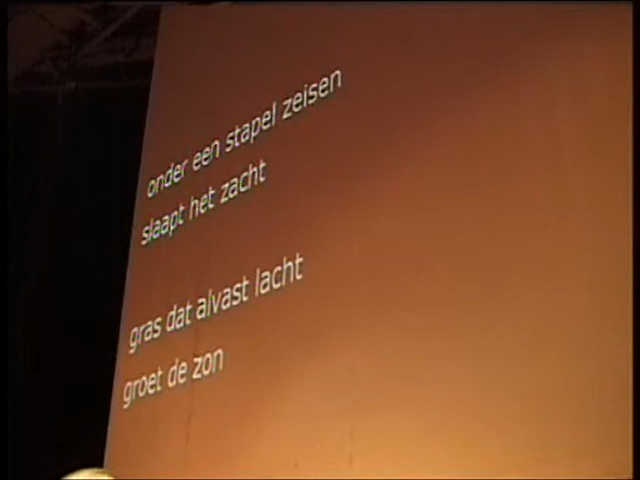 onder een stapel zeisen
slaapt het zacht
gras dat alvast lacht
groet de zon